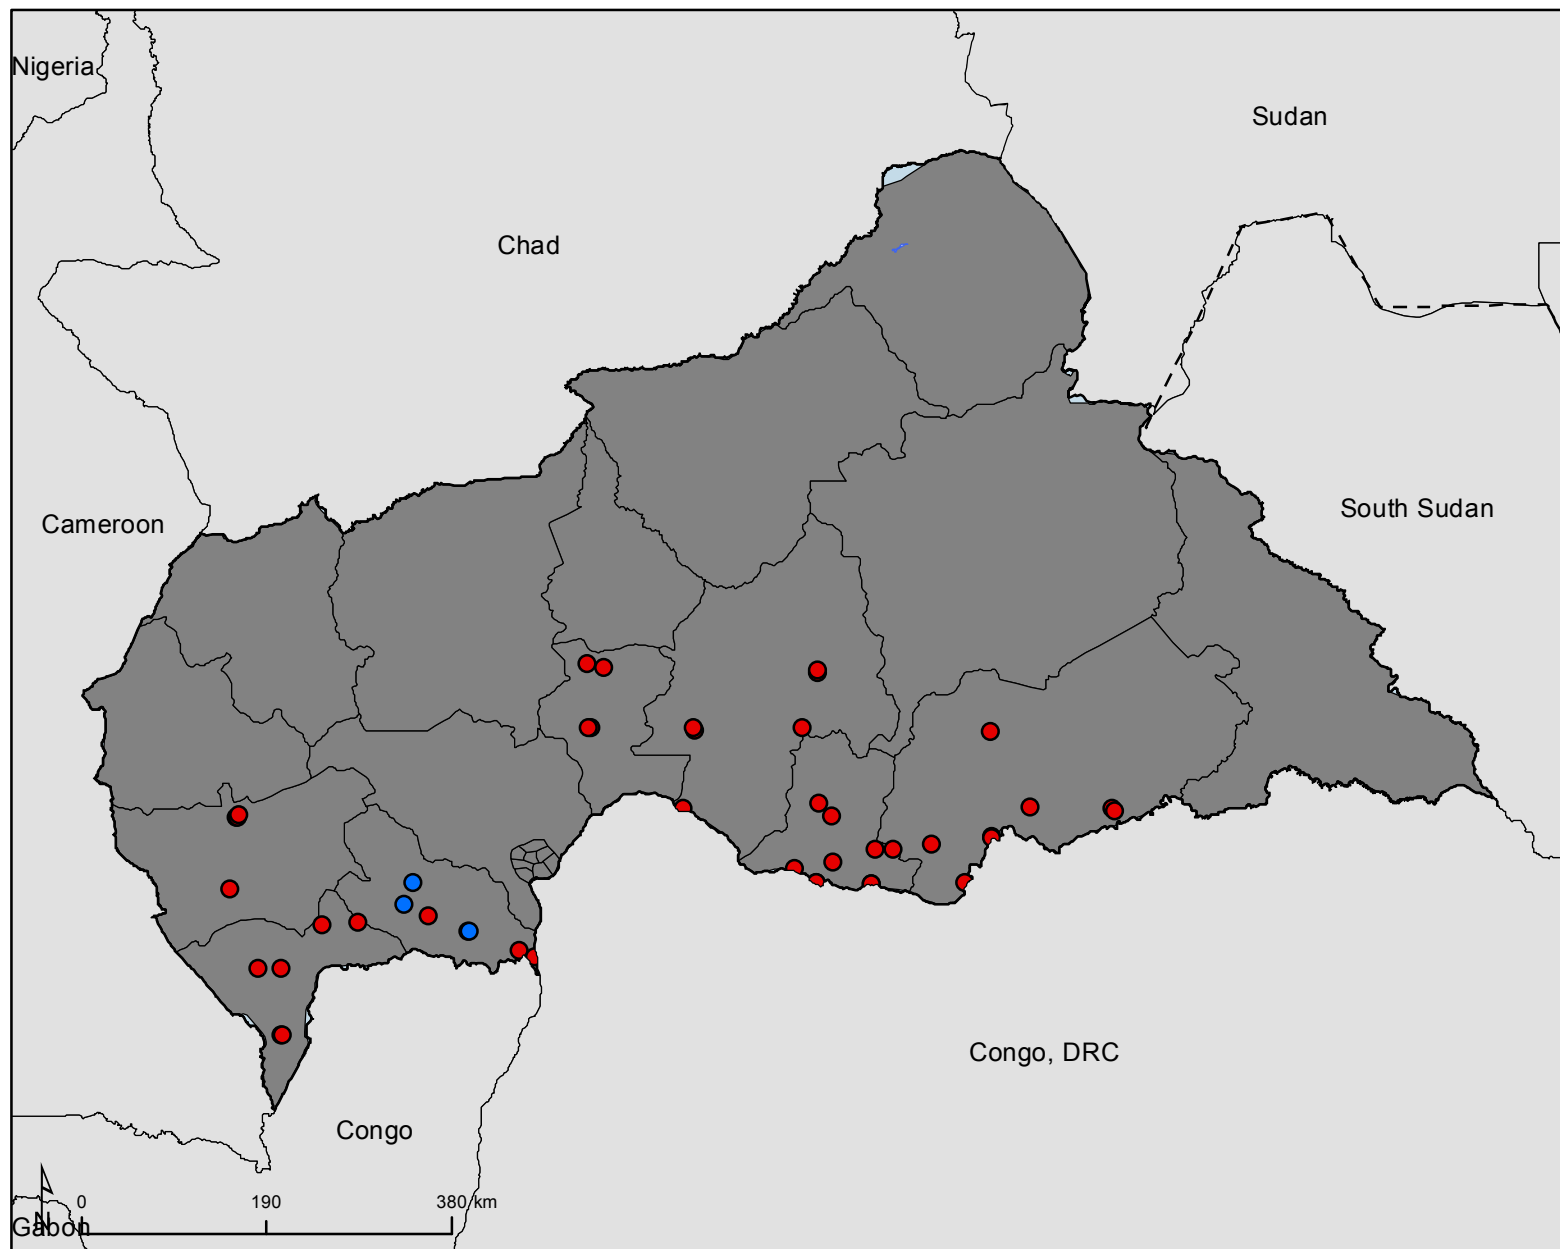 Nigeria
Sudan
Chad
South Sudan
Cameroon
Congo, DRC
Congo
N
0 190 380 km
Gabon